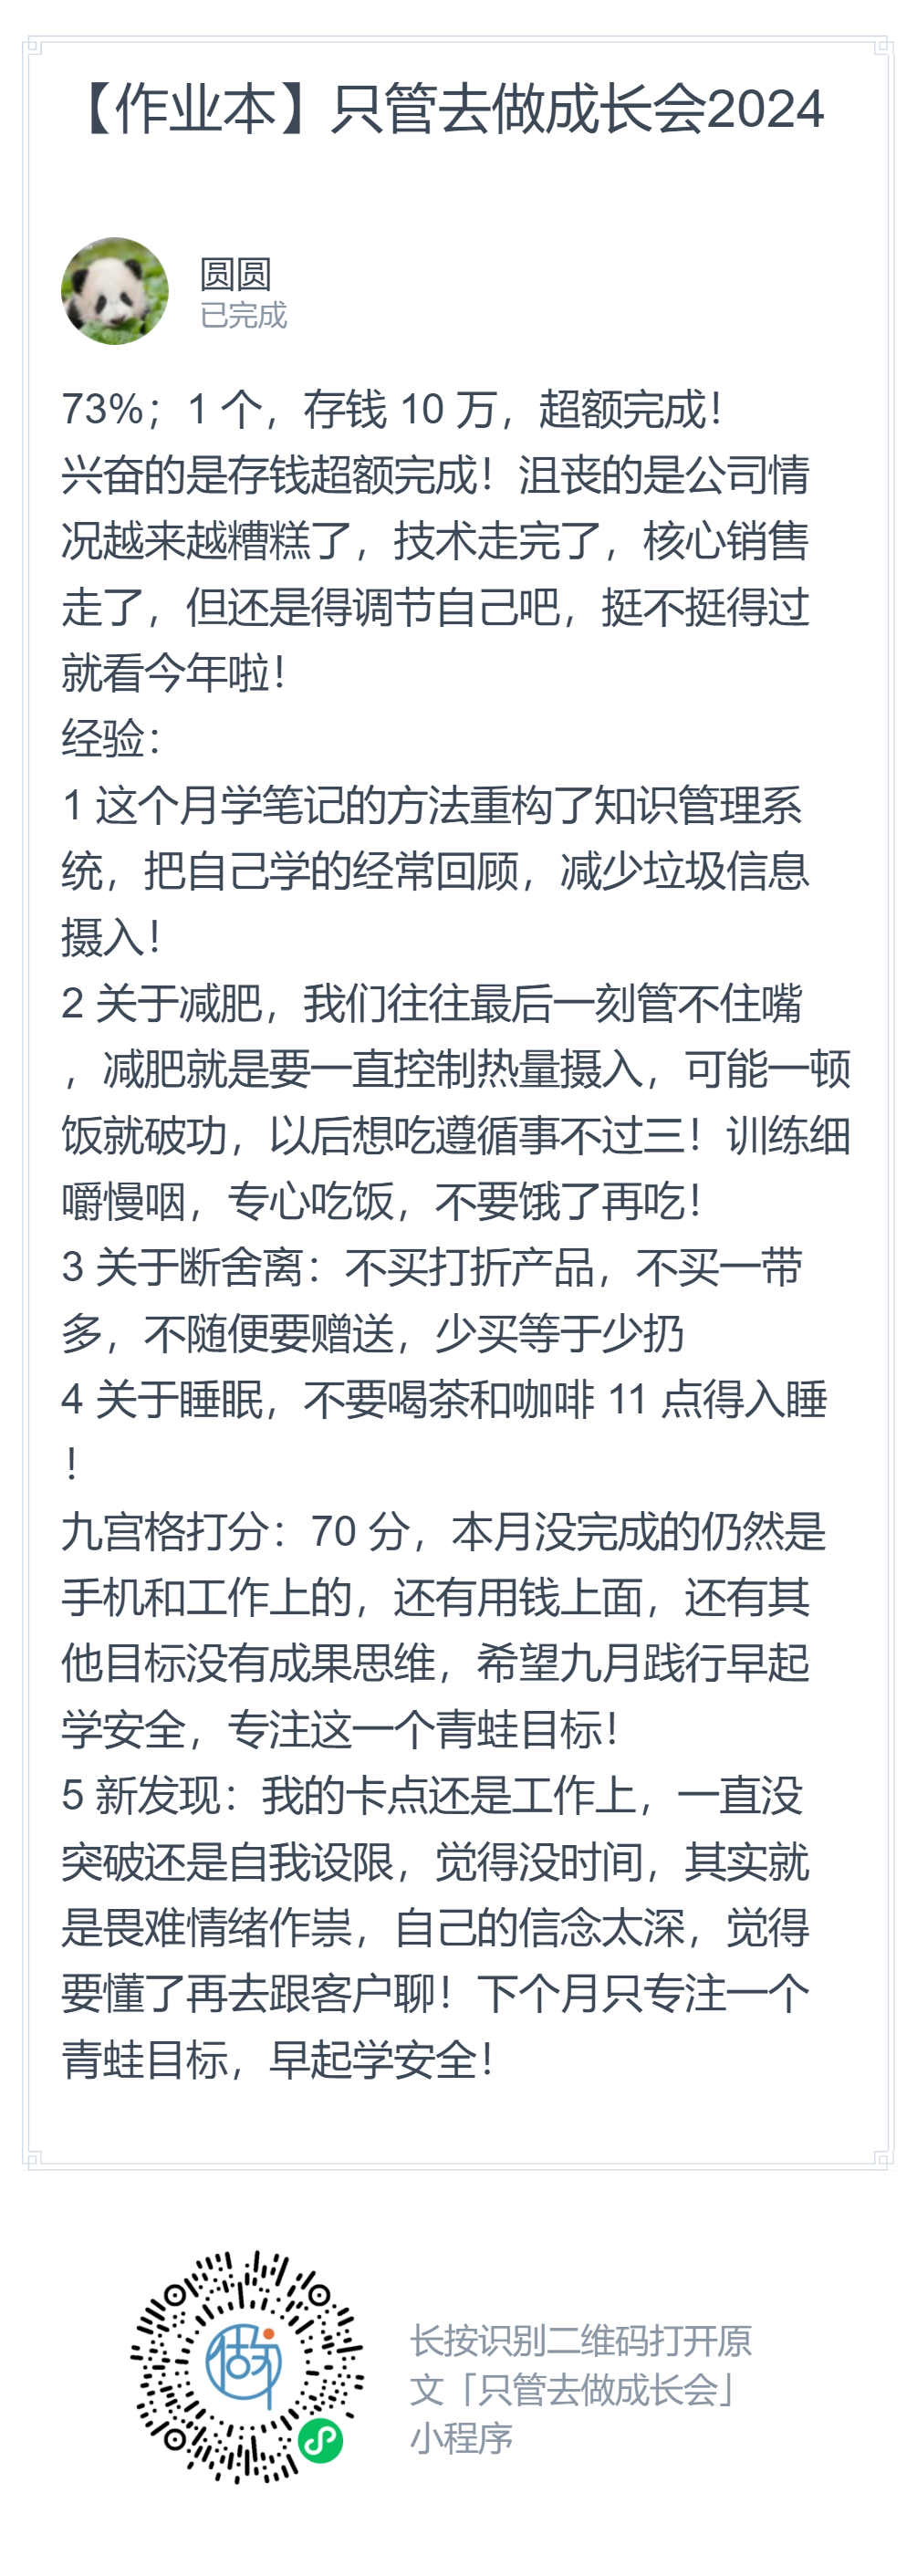 【作业本】只管去做成长会2024
圆圆
已完成
73%；1 个，存钱 10 万，超额完成！
兴奋的是存钱超额完成！沮丧的是公司情
况越来越糟糕了，技术走完了，核心销售
走了，但还是得调节自己吧，挺不挺得过
就看今年啦！
经验：
1 这个月学笔记的方法重构了知识管理系
统，把自己学的经常回顾，减少垃圾信息
摄入！
2 关于减肥，我们往往最后一刻管不住嘴
，减肥就是要一直控制热量摄入，可能一顿
饭就破功，以后想吃遵循事不过三！训练细
嚼慢咽，专心吃饭，不要饿了再吃！
3 关于断舍离：不买打折产品，不买一带
多，不随便要赠送，少买等于少扔
4 关于睡眠，不要喝茶和咖啡 11 点得入睡
！
九宫格打分：70 分，本月没完成的仍然是
手机和工作上的，还有用钱上面，还有其
他目标没有成果思维，希望九月践行早起
学安全，专注这一个青蛙目标！
5 新发现：我的卡点还是工作上，一直没
突破还是自我设限，觉得没时间，其实就
是畏难情绪作祟，自己的信念太深，觉得
要懂了再去跟客户聊！下个月只专注一个
青蛙目标，早起学安全！
做
长按识别二维码打开原
文「只管去做成长会」
小程序